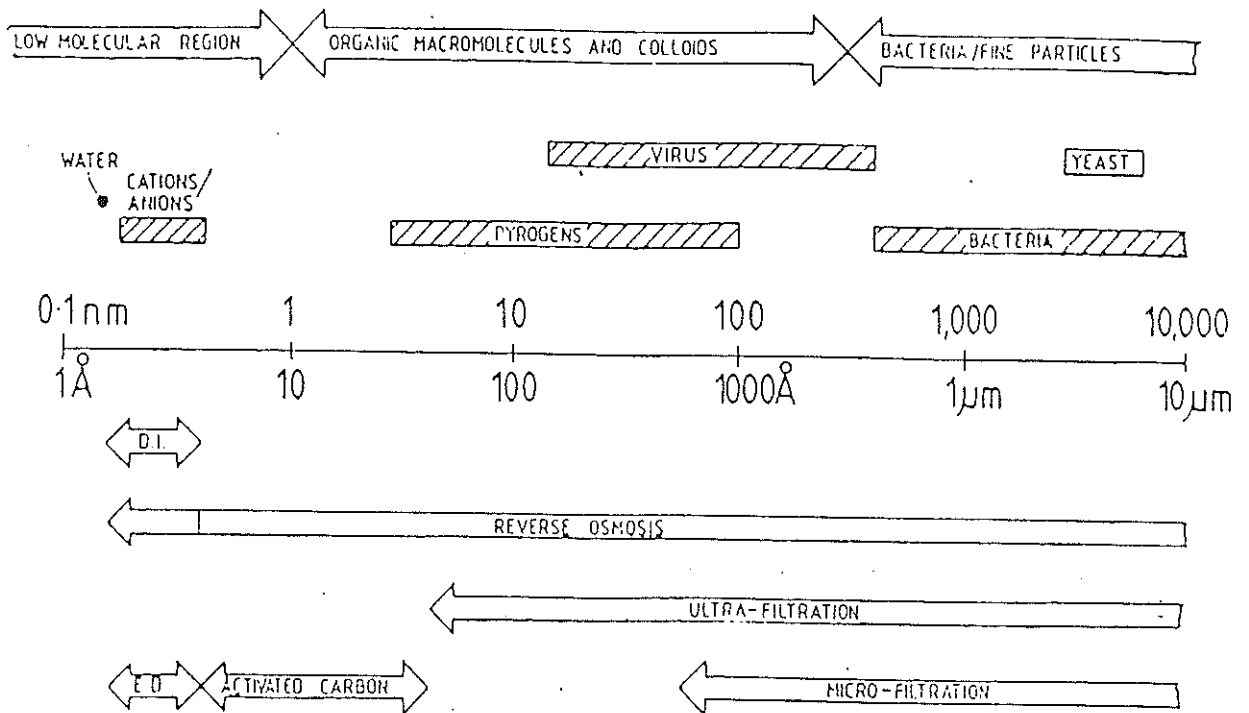 LOW MOLECULAR REGION
ORGANIC MACROMOLECULES AND COLLOIDS
BACTERIA/FINE PARTICLES
VIRUS
YEAST
WATER
CATIONS/
ANIONS
PYROGENS
BACTERIA
0·1nm 1 10 100 1,000 10,000
1Å 10 100 1000Å 1µm 10µm
D.I.
REVERSE OSMOSIS
ULTRA-FILTRATION
E D ACTIVATED CARBON MICRO-FILTRATION